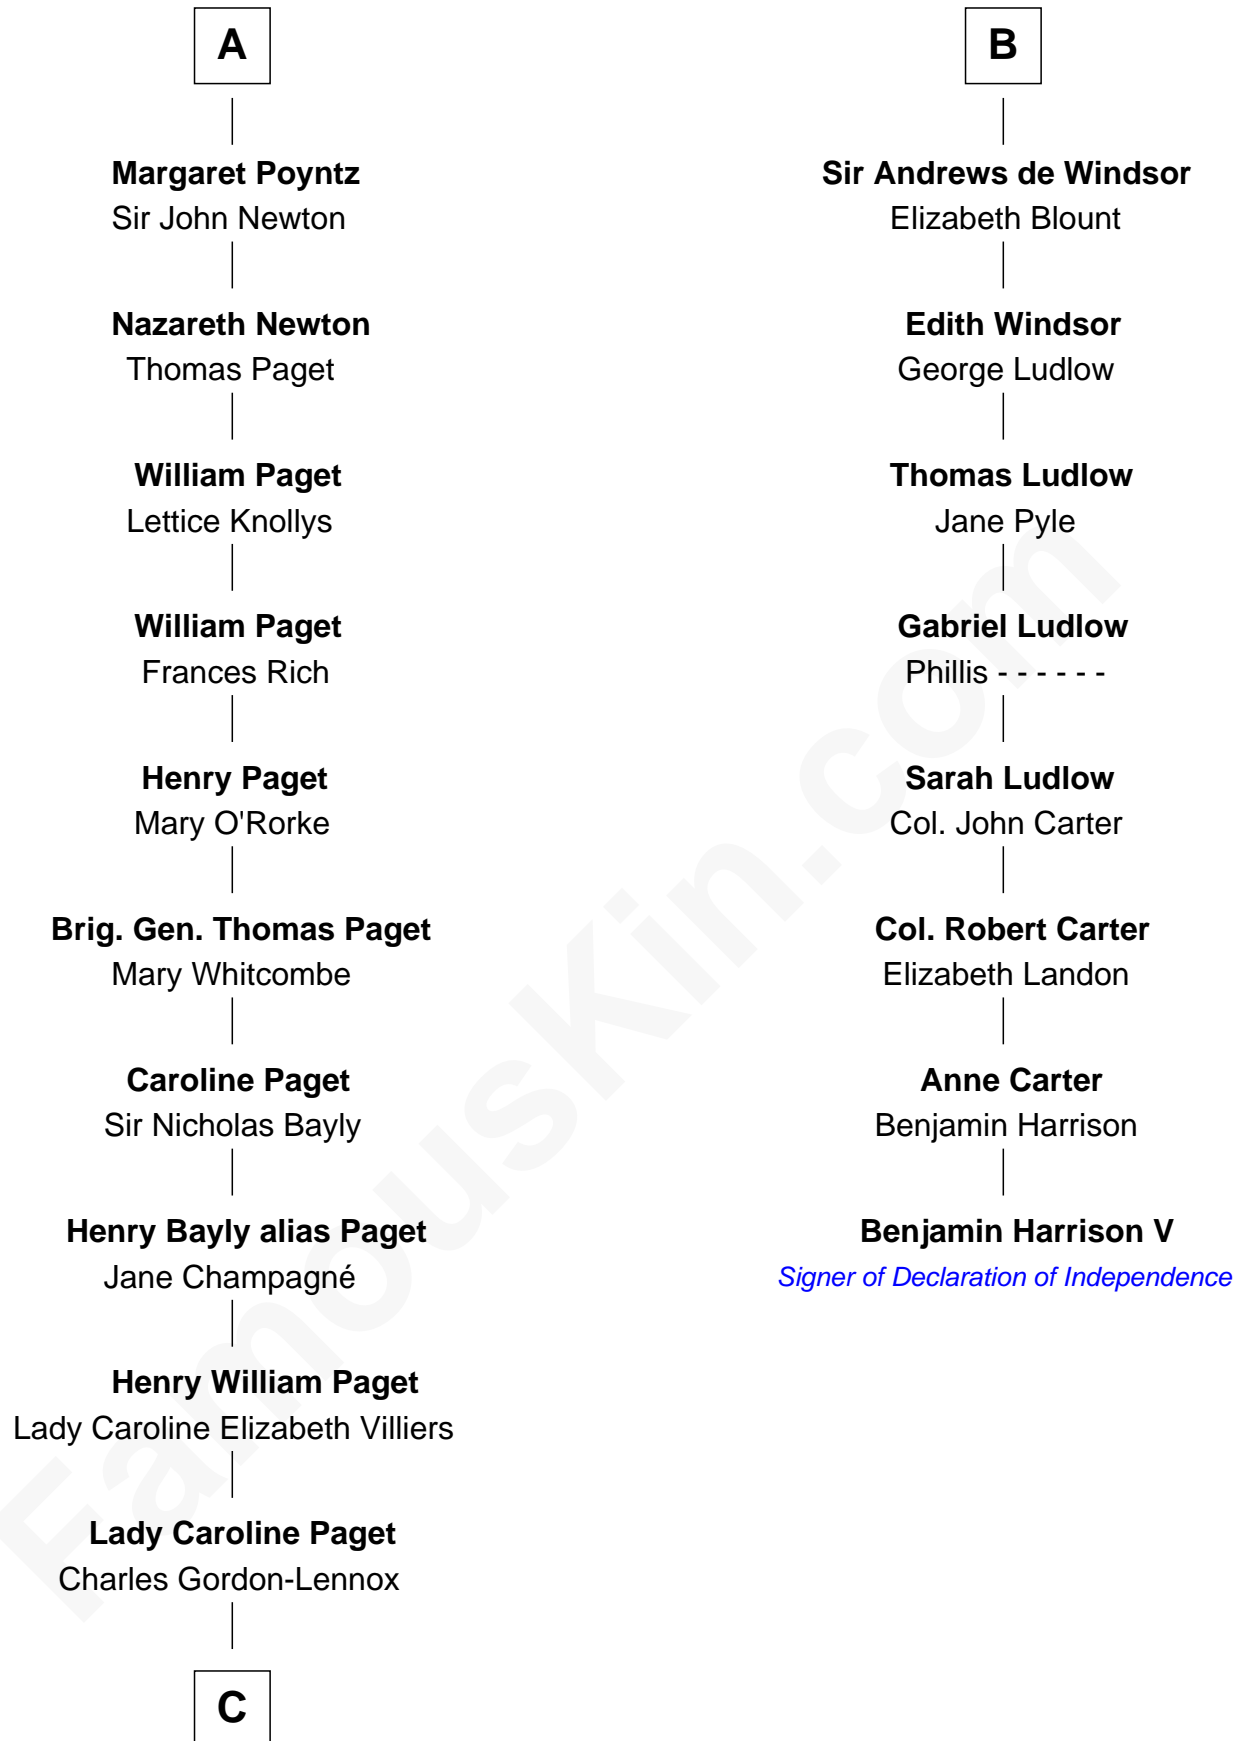 A
Margaret Poyntz
Sir John Newton
Nazareth Newton
Thomas Paget
William Paget
Lettice Knollys
William Paget
Frances Rich
Henry Paget
Mary O'Rorke
Brig. Gen. Thomas Paget
Mary Whitcombe
Caroline Paget
Sir Nicholas Bayly
Henry Bayly alias Paget
Jane Champagné
Henry William Paget
Lady Caroline Elizabeth Villiers
Lady Caroline Paget
Charles Gordon-Lennox
C
B
Sir Andrews de Windsor
Elizabeth Blount
Edith Windsor
George Ludlow
Thomas Ludlow
Jane Pyle
Gabriel Ludlow
Phillis - - - - - -
Sarah Ludlow
Col. John Carter
Col. Robert Carter
Elizabeth Landon
Anne Carter
Benjamin Harrison
Benjamin Harrison V
Signer of Declaration of Independence
FamousKin.com